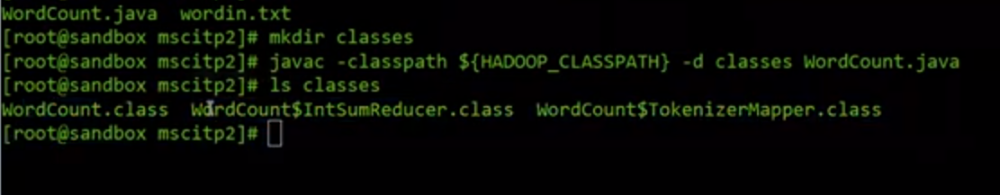 WordCount.java  wordin.txt
[root@sandbox mscitp2]# mkdir classes
[root@sandbox mscitp2]# javac -classpath ${HADOOP_CLASSPATH} -d classes WordCount.java
[root@sandbox mscitp2]# ls classes
WordCount.class  WordCount$IntSumReducer.class  WordCount$TokenizerMapper.class
[root@sandbox mscitp2]#